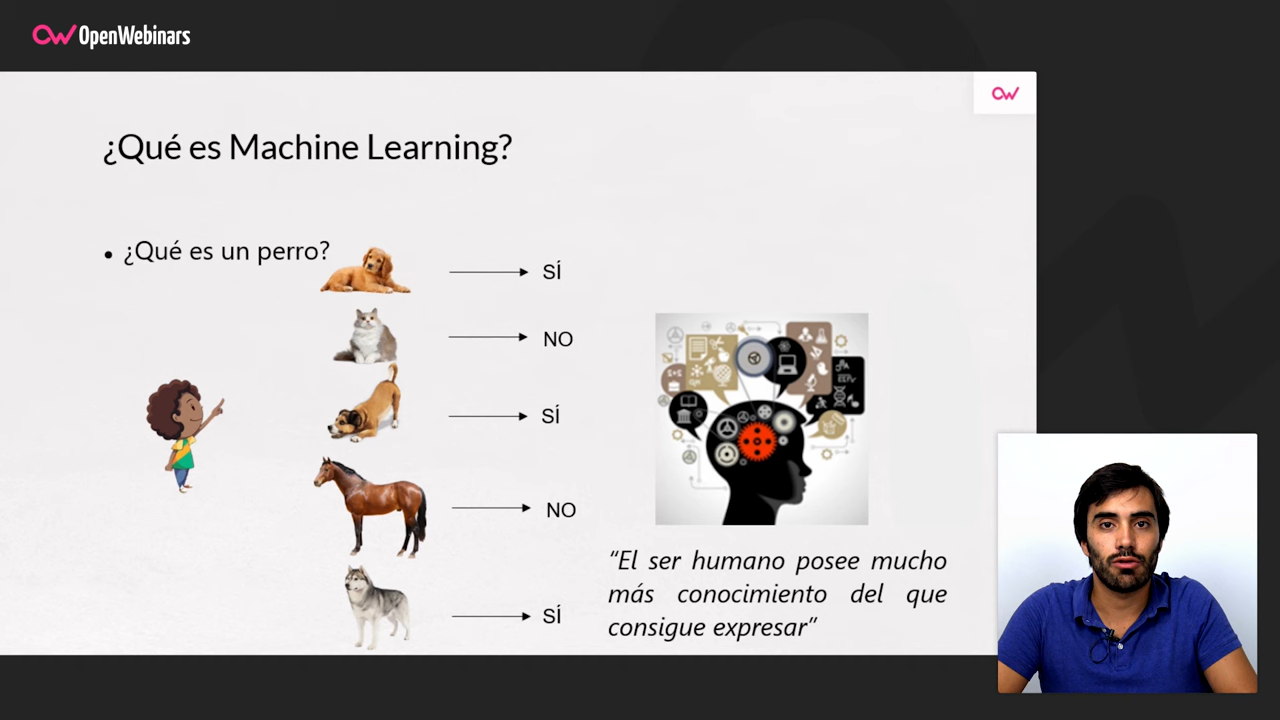 OpenWebinars
¿Qué es Machine Learning?
• ¿Qué es un perro?
SÍ
NO
SÍ
NO
SÍ
“El ser humano posee mucho
más conocimiento del que
consigue expresar”